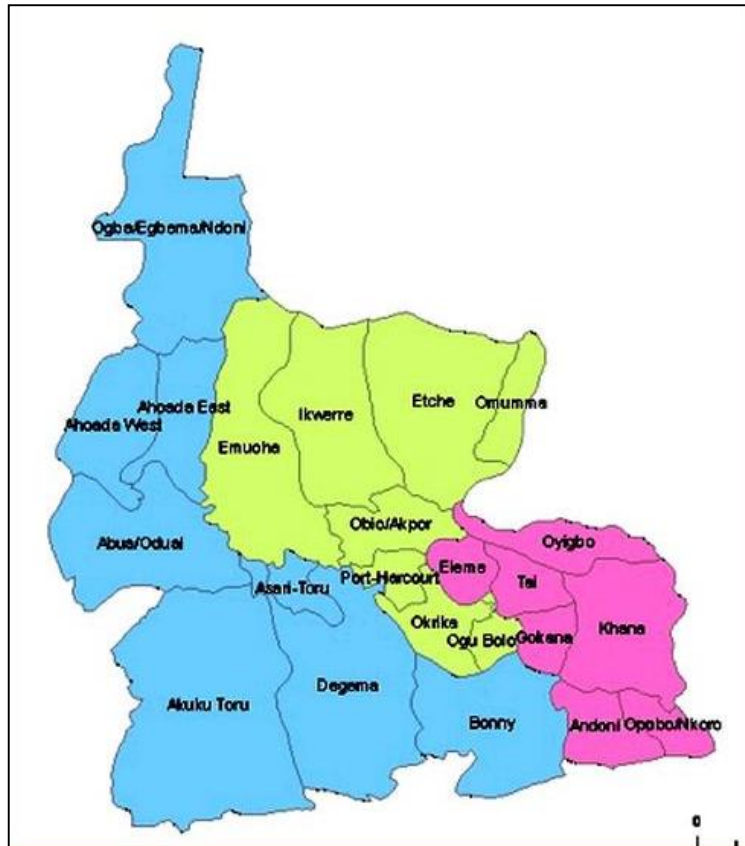 Ogba/Egbema/Ndoni
Ahoada East
Ahoada West
Emuoha
Ikwerre
Etche
Omumma
Abua/Odual
Obio/Akpor
Oyigbo
Asari-Toru
Port-Harcourt
Eleme
Tai
Okrika
Ogu Bolo
Gokana
Khana
Akuku Toru
Degema
Bonny
Andoni
Opobo/Nkoro
0